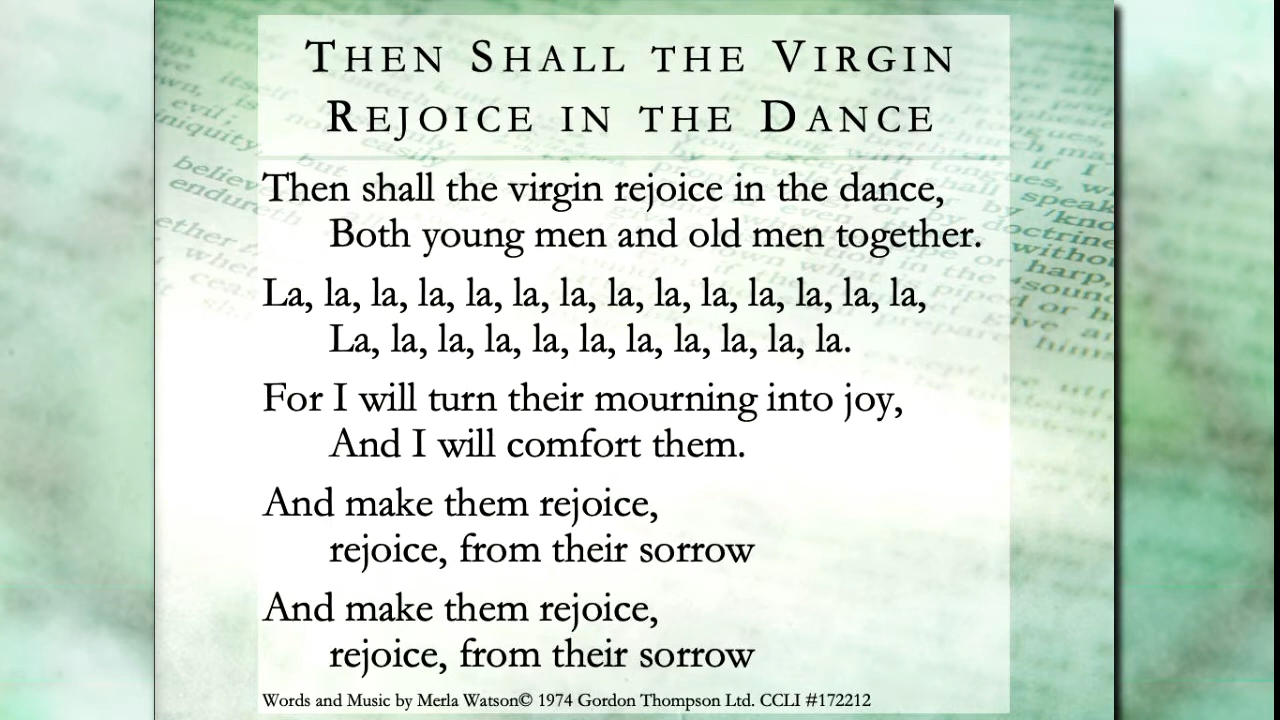 THEN SHALL THE VIRGIN
REJOICE IN THE DANCE
Then shall the virgin rejoice in the dance,
Both young men and old men together.
La, la, la, la, la, la, la, la, la, la, la, la, la, la,
La, la, la, la, la, la, la, la, la, la, la.
For I will turn their mourning into joy,
And I will comfort them.
And make them rejoice,
rejoice, from their sorrow
And make them rejoice,
rejoice, from their sorrow
Words and Music by Merla Watson© 1974 Gordon Thompson Ltd. CCLI #172212